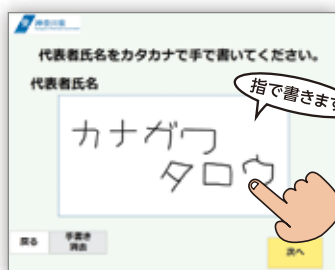 神奈川県
代表者氏名をカタカナで手で書いてください。
代表者氏名
指で書きます
カナガワ
タロウ
戻る
手書き
消去
次へ